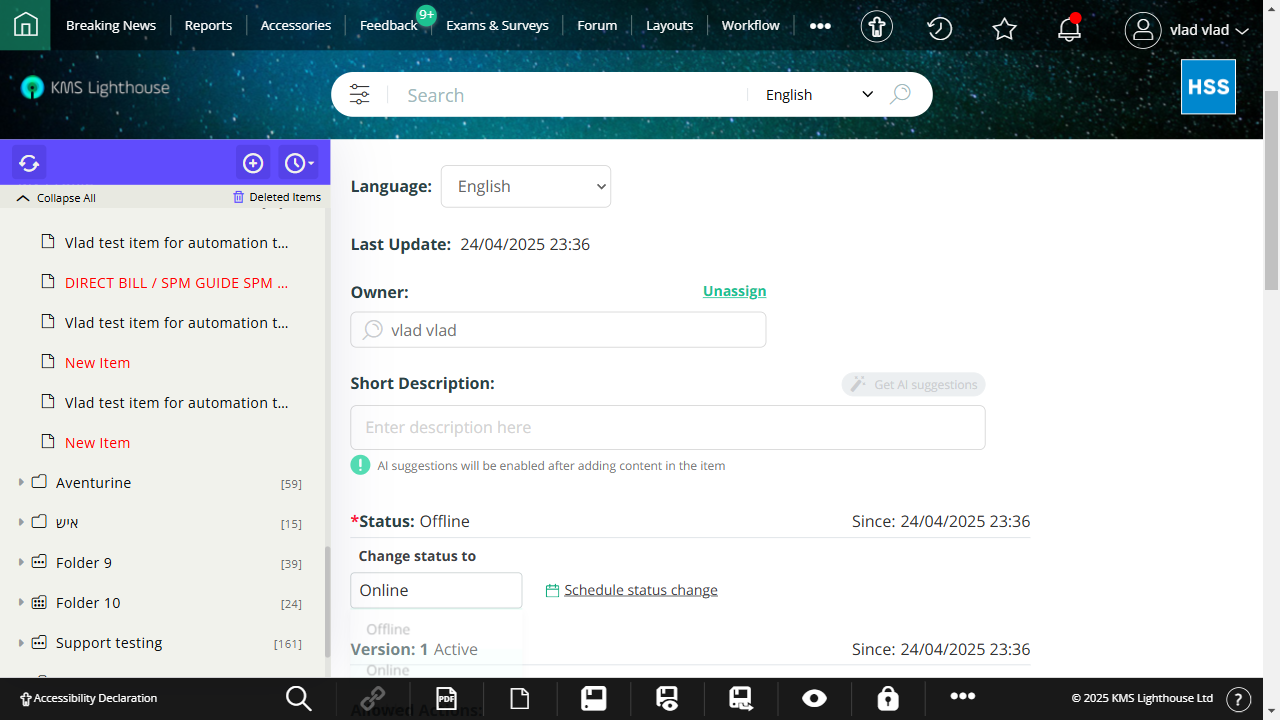 Breaking News
Reports
Accessories
Feedback
9+
Exams & Surveys
Forum
Layouts
Workflow
•••
vlad vlad
KMS Lighthouse
Search
English
HSS
Collapse All
Deleted Items
Vlad test item for automation t...
DIRECT BILL / SPM GUIDE SPM ...
Vlad test item for automation t...
New Item
Vlad test item for automation t...
New Item
Aventurine [59]
איש [15]
Folder 9 [39]
Folder 10 [24]
Support testing [161]
Language: English
Last Update: 24/04/2025 23:36
Owner: Unassign
vlad vlad
Short Description: Get AI suggestions
Enter description here
! AI suggestions will be enabled after adding content in the item
*Status: Offline Since: 24/04/2025 23:36
Change status to
Online Schedule status change
Offline
Version: 1 Active Since: 24/04/2025 23:36
Online
Allowed Actions:
Accessibility Declaration
PDF
•••
© 2025 KMS Lighthouse Ltd
?